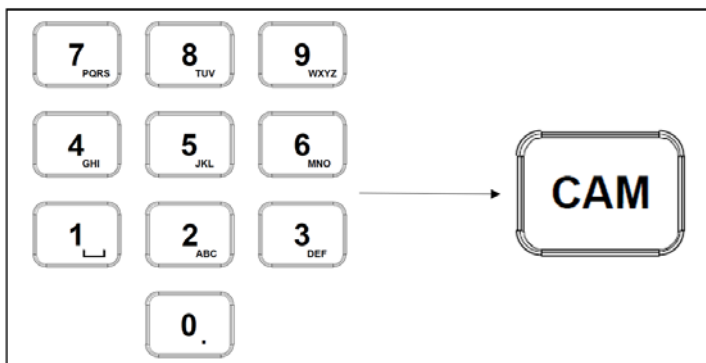 7 PQRS 8 TUV 9 WXYZ
4 GHI 5 JKL 6 MNO
CAM
1 2 ABC 3 DEF
0 .